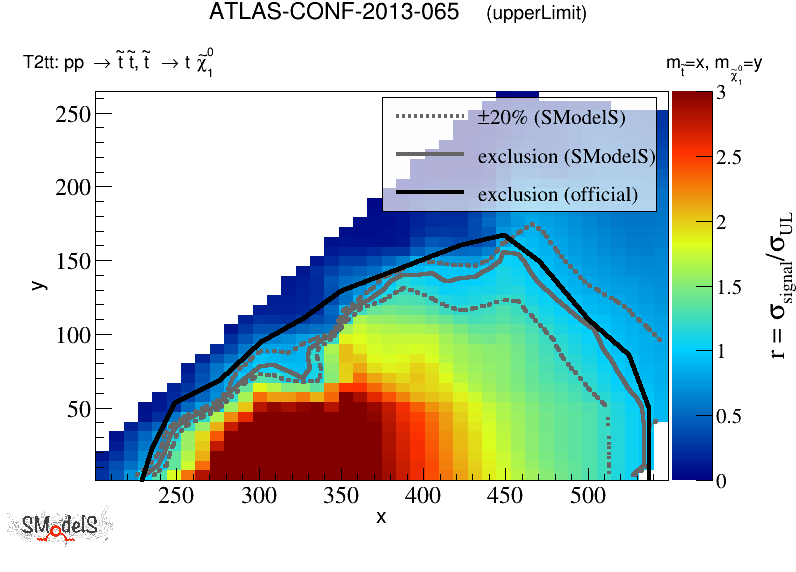 ATLAS-CONF-2013-065 (upperLimit)
T2tt: pp → t̃ t̃, t̃ → t χ̃₁⁰
m_t̃=x, m_χ̃₁⁰=y
±20% (SModelS)
exclusion (SModelS)
exclusion (official)
250
200
150
100
50
y
250 300 350 400 450 500
x
3
2.5
2
1.5
1
0.5
0
r = σ_signal/σ_UL
SModelS